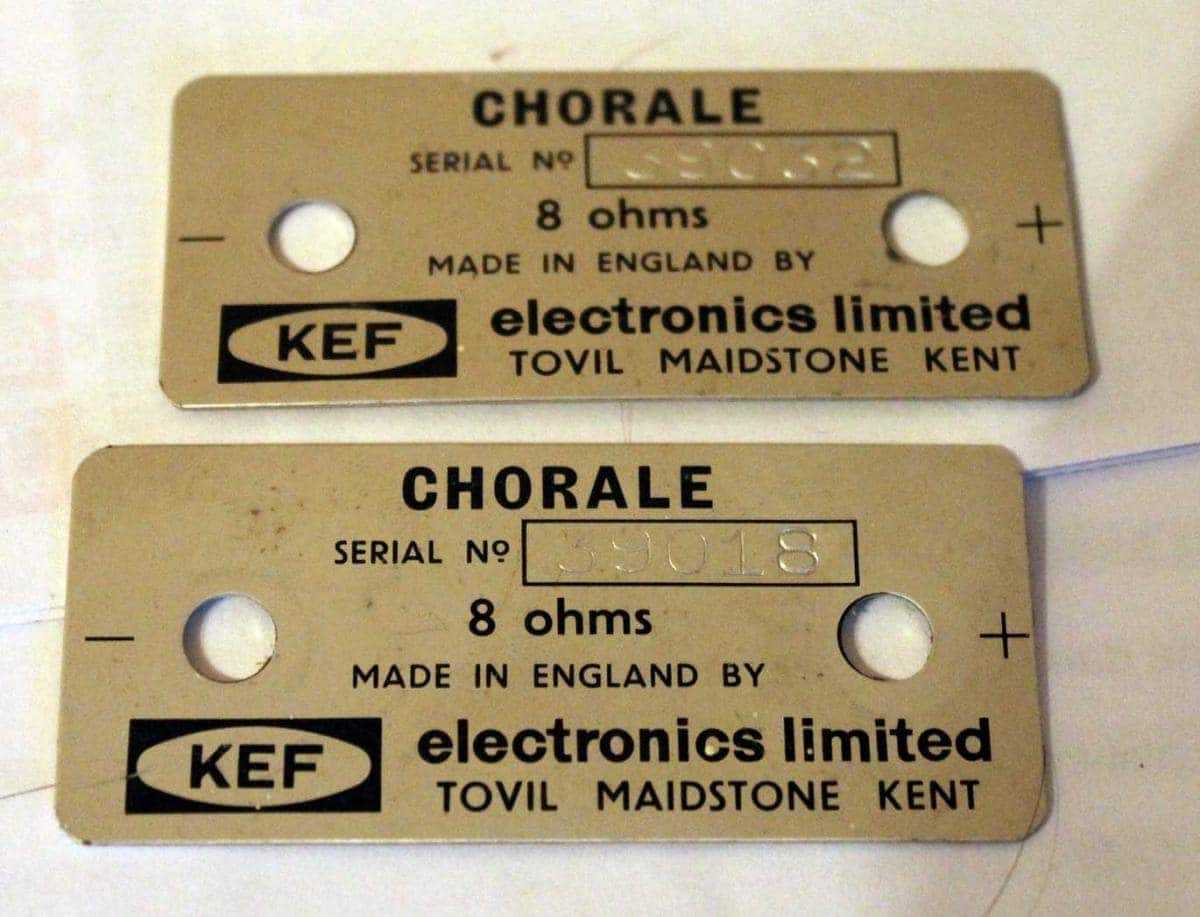 CHORALE
SERIAL Nº 39032
8 ohms
- +
MADE IN ENGLAND BY
KEF electronics limited
TOVIL MAIDSTONE KENT
CHORALE
SERIAL Nº 39018
8 ohms
- +
MADE IN ENGLAND BY
KEF electronics limited
TOVIL MAIDSTONE KENT